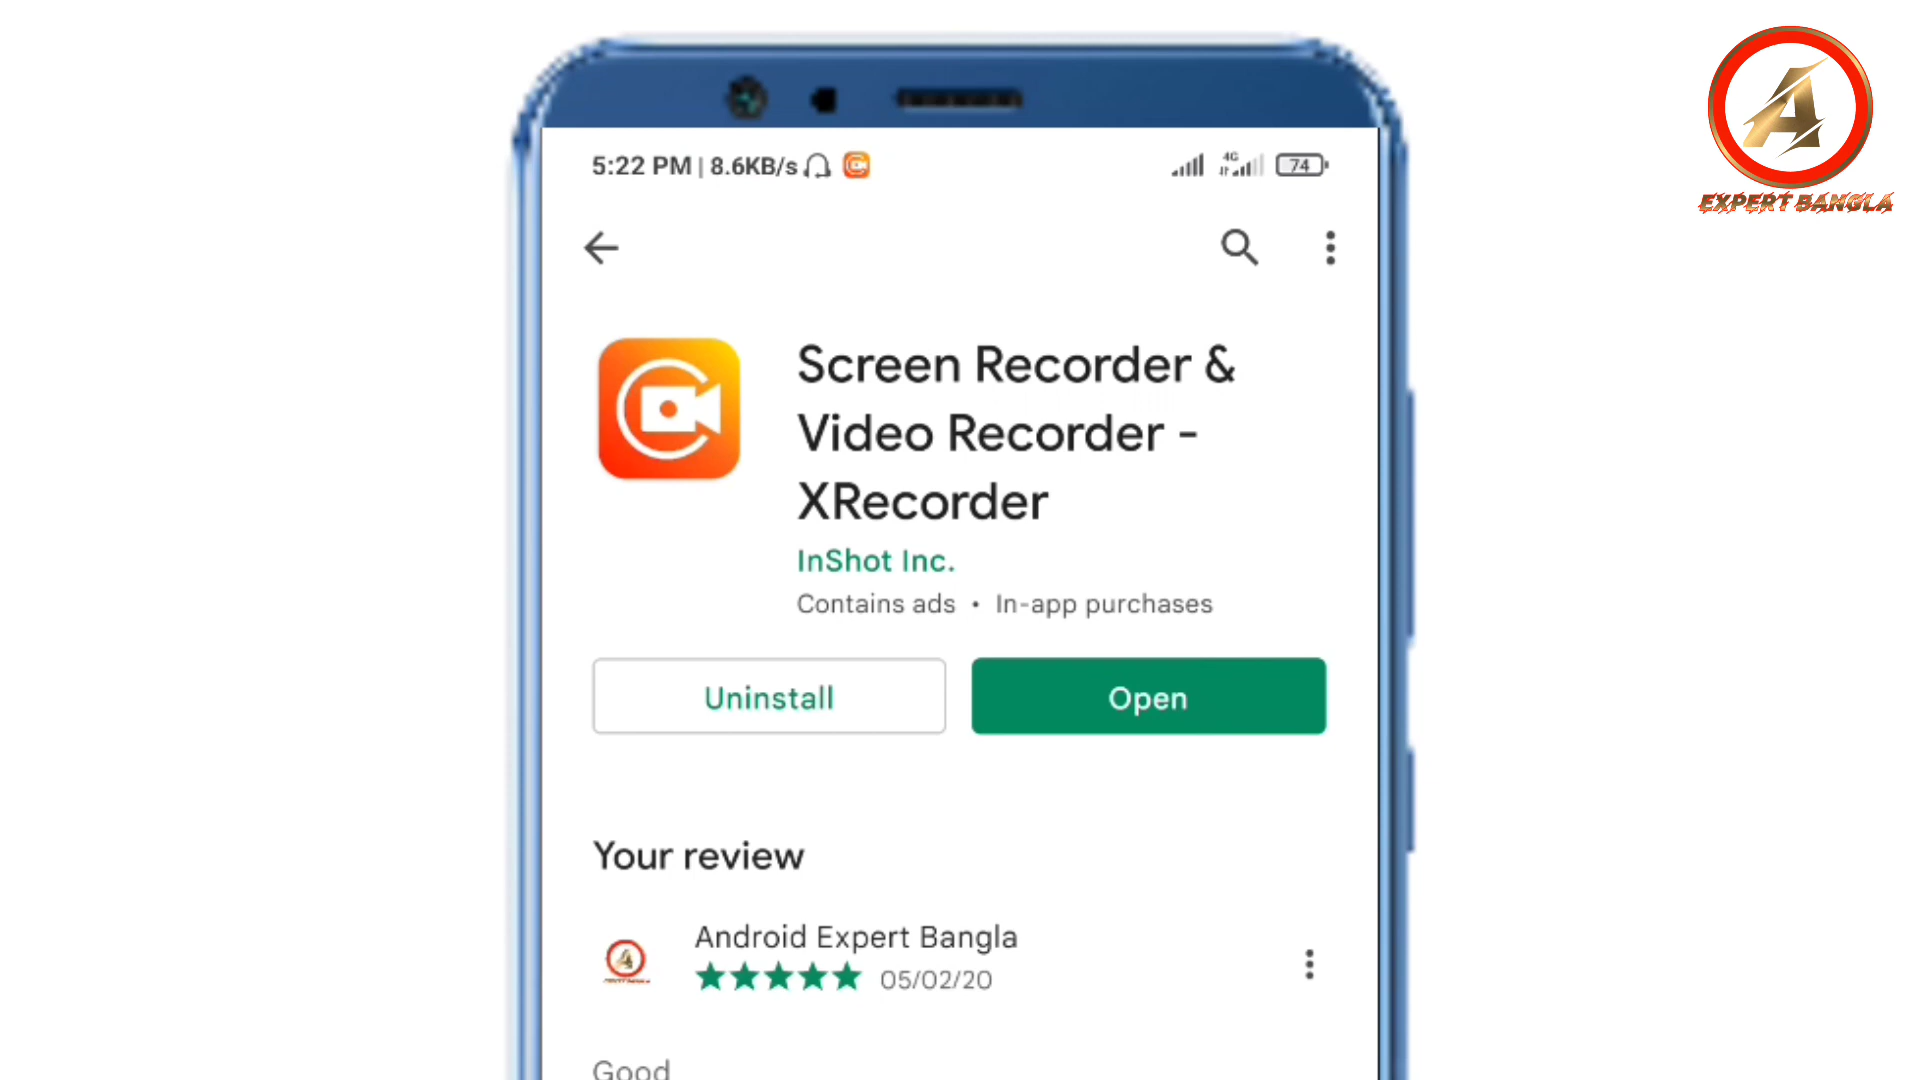 5:22 PM | 8.6KB/s
4G
74
EXPERT BANGLA
Screen Recorder &
Video Recorder -
XRecorder
InShot Inc.
Contains ads • In-app purchases
Uninstall
Open
Your review
Android Expert Bangla
05/02/20
Good